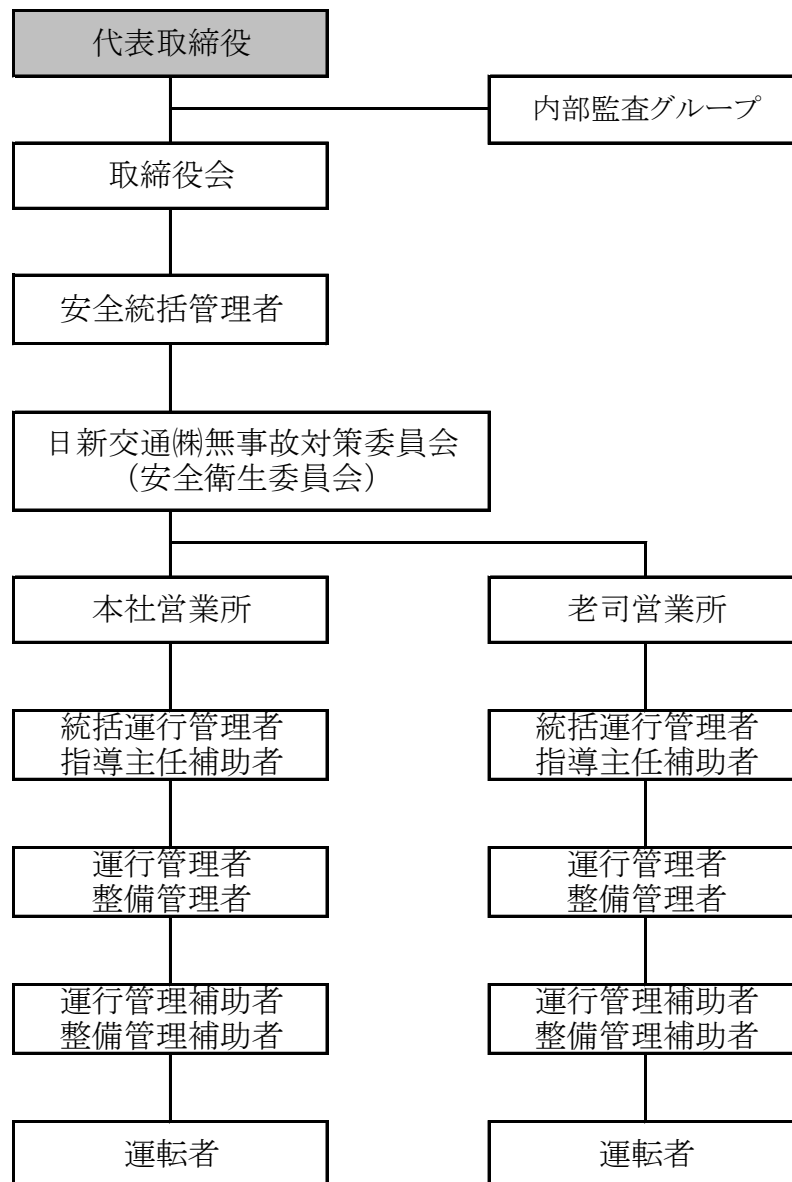 代表取締役
内部監査グループ
取締役会
安全統括管理者
日新交通㈱無事故対策委員会
(安全衛生委員会)
本社営業所
老司営業所
統括運行管理者
指導主任補助者
統括運行管理者
指導主任補助者
運行管理者
整備管理者
運行管理者
整備管理者
運行管理補助者
整備管理補助者
運行管理補助者
整備管理補助者
運転者
運転者